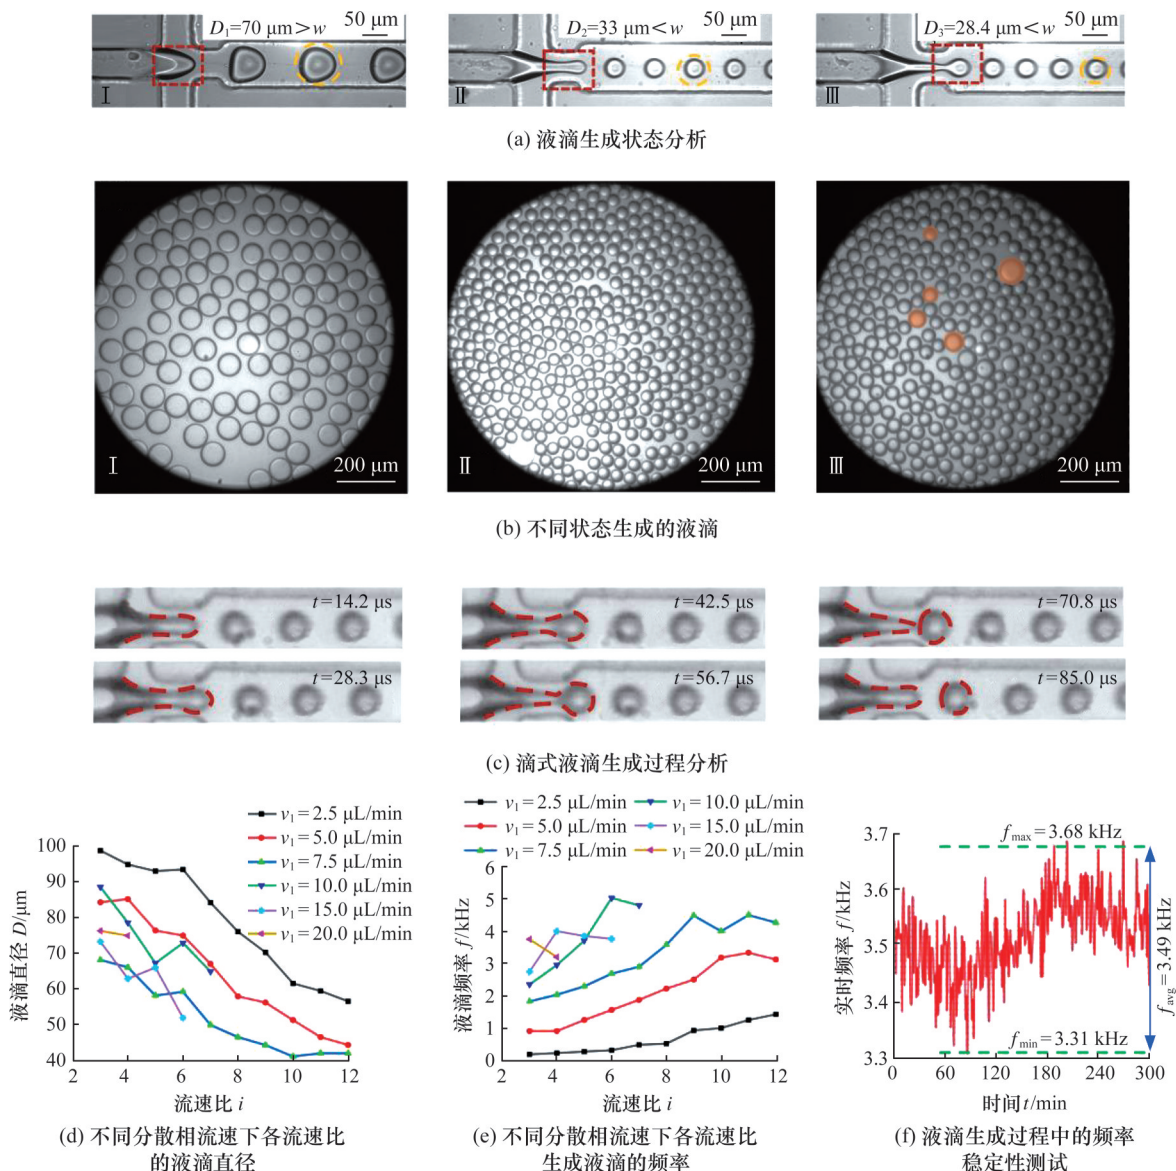 D₁=70 μm>w
50 μm
Ⅰ
D₂=33 μm<w
50 μm
Ⅱ
D₃=28.4 μm<w
50 μm
Ⅲ
(a) 液滴生成状态分析
Ⅰ
200 μm
Ⅱ
200 μm
Ⅲ
200 μm
(b) 不同状态生成的液滴
t=14.2 μs
t=42.5 μs
t=70.8 μs
t=28.3 μs
t=56.7 μs
t=85.0 μs
(c) 滴式液滴生成过程分析
v₁=2.5 μL/min
v₁=5.0 μL/min
v₁=7.5 μL/min
v₁=10.0 μL/min
v₁=15.0 μL/min
v₁=20.0 μL/min
100
90
80
70
60
50
40
液滴直径 D/μm
2 4 6 8 10 12
流速比 i
(d) 不同分散相流速下各流速比
的液滴直径
v₁=2.5 μL/min
v₁=10.0 μL/min
v₁=5.0 μL/min
v₁=15.0 μL/min
v₁=7.5 μL/min
v₁=20.0 μL/min
6
5
4
3
2
1
0
液滴频率 f/kHz
2 4 6 8 10 12
流速比 i
(e) 不同分散相流速下各流速比
生成液滴的频率
3.7
3.6
3.5
3.4
3.3
实时频率 f/kHz
f_max=3.68 kHz
f_avg=3.49 kHz
f_min=3.31 kHz
0 60 120 180 240 300
时间 t/min
(f) 液滴生成过程中的频率
稳定性测试